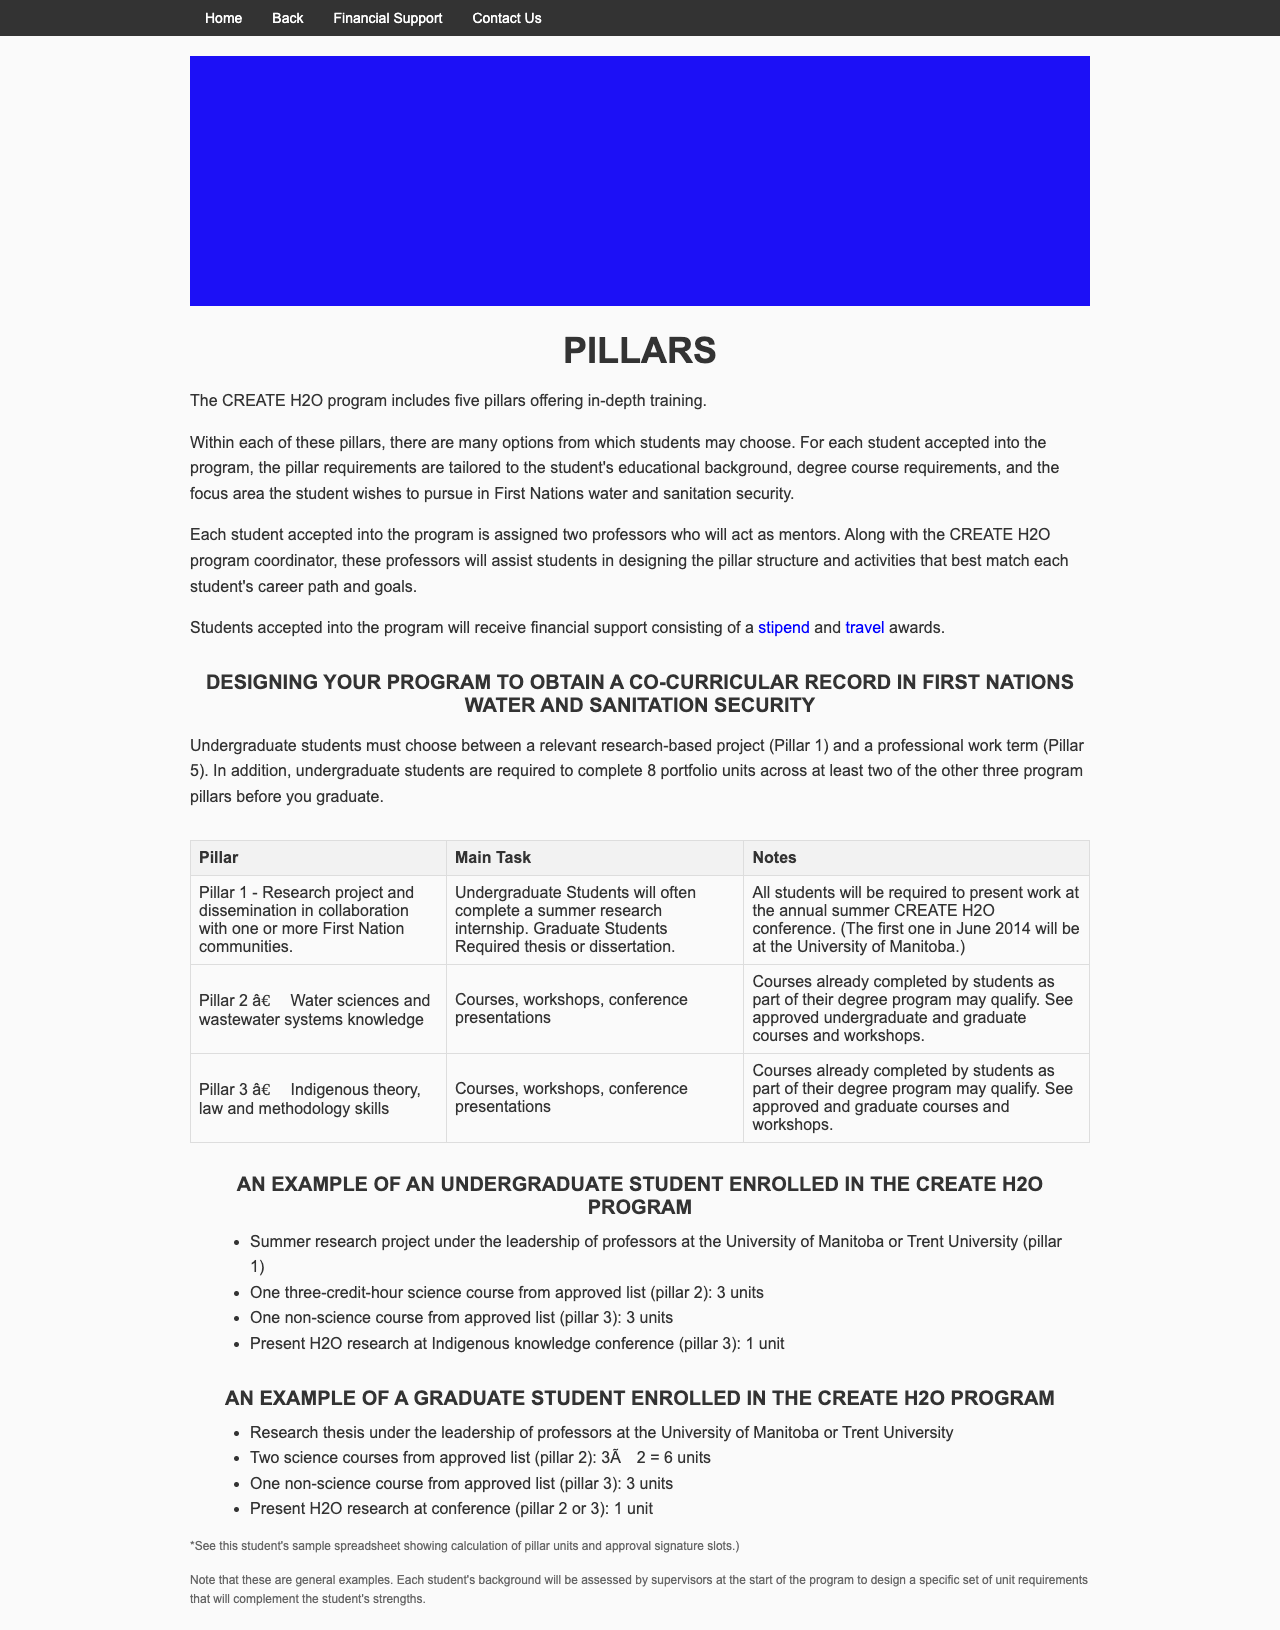 Home Back Financial Support Contact Us
PILLARS
The CREATE H2O program includes five pillars offering in-depth training.
Within each of these pillars, there are many options from which students may choose. For each student accepted into the
program, the pillar requirements are tailored to the student's educational background, degree course requirements, and the
focus area the student wishes to pursue in First Nations water and sanitation security.
Each student accepted into the program is assigned two professors who will act as mentors. Along with the CREATE H2O
program coordinator, these professors will assist students in designing the pillar structure and activities that best match each
student's career path and goals.
Students accepted into the program will receive financial support consisting of a stipend and travel awards.
DESIGNING YOUR PROGRAM TO OBTAIN A CO-CURRICULAR RECORD IN FIRST NATIONS
WATER AND SANITATION SECURITY
Undergraduate students must choose between a relevant research-based project (Pillar 1) and a professional work term (Pillar
5). In addition, undergraduate students are required to complete 8 portfolio units across at least two of the other three program
pillars before you graduate.
Pillar Main Task Notes
Pillar 1 - Research project and
dissemination in collaboration
with one or more First Nation
communities.
Undergraduate Students will often
complete a summer research
internship. Graduate Students
Required thesis or dissertation.
All students will be required to present work at
the annual summer CREATE H2O
conference. (The first one in June 2014 will be
at the University of Manitoba.)
Pillar 2 â€ Water sciences and
wastewater systems knowledge
Courses, workshops, conference
presentations
Courses already completed by students as
part of their degree program may qualify. See
approved undergraduate and graduate
courses and workshops.
Pillar 3 â€ Indigenous theory,
law and methodology skills
Courses, workshops, conference
presentations
Courses already completed by students as
part of their degree program may qualify. See
approved and graduate courses and
workshops.
AN EXAMPLE OF AN UNDERGRADUATE STUDENT ENROLLED IN THE CREATE H2O
PROGRAM
• Summer research project under the leadership of professors at the University of Manitoba or Trent University (pillar
1)
• One three-credit-hour science course from approved list (pillar 2): 3 units
• One non-science course from approved list (pillar 3): 3 units
• Present H2O research at Indigenous knowledge conference (pillar 3): 1 unit
AN EXAMPLE OF A GRADUATE STUDENT ENROLLED IN THE CREATE H2O PROGRAM
• Research thesis under the leadership of professors at the University of Manitoba or Trent University
• Two science courses from approved list (pillar 2): 3Ã 2 = 6 units
• One non-science course from approved list (pillar 3): 3 units
• Present H2O research at conference (pillar 2 or 3): 1 unit
*See this student's sample spreadsheet showing calculation of pillar units and approval signature slots.)
Note that these are general examples. Each student's background will be assessed by supervisors at the start of the program to design a specific set of unit requirements
that will complement the student's strengths.